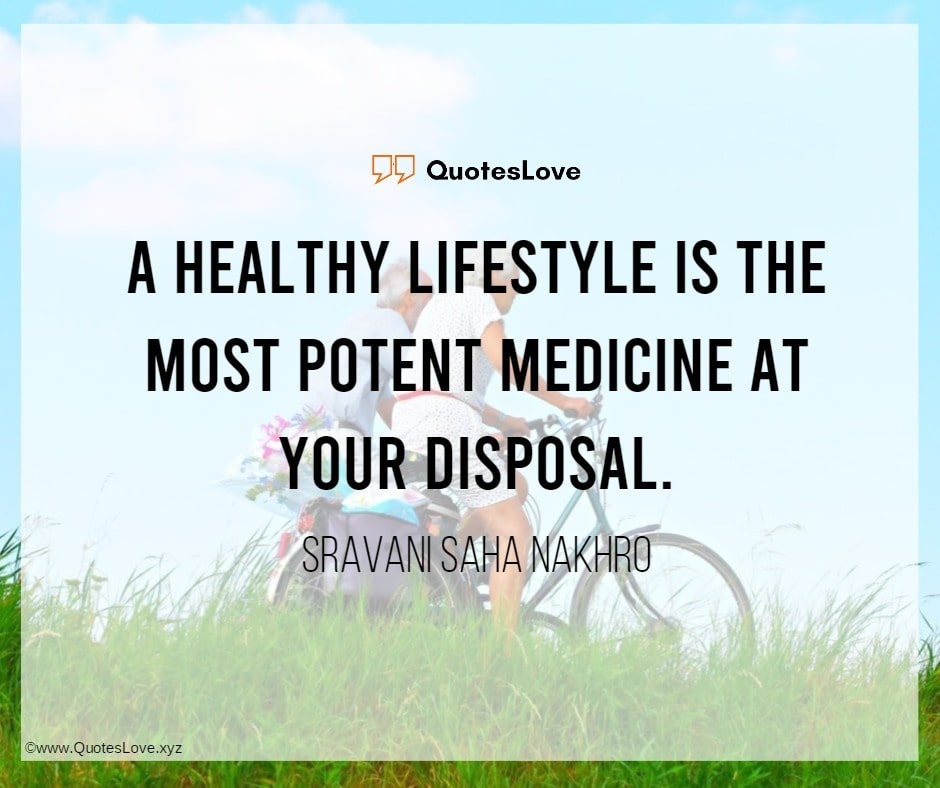 QuotesLove
A HEALTHY LIFESTYLE IS THE
MOST POTENT MEDICINE AT
YOUR DISPOSAL.
SRAVANI SAHA NAKHRO
©www.QuotesLove.xyz